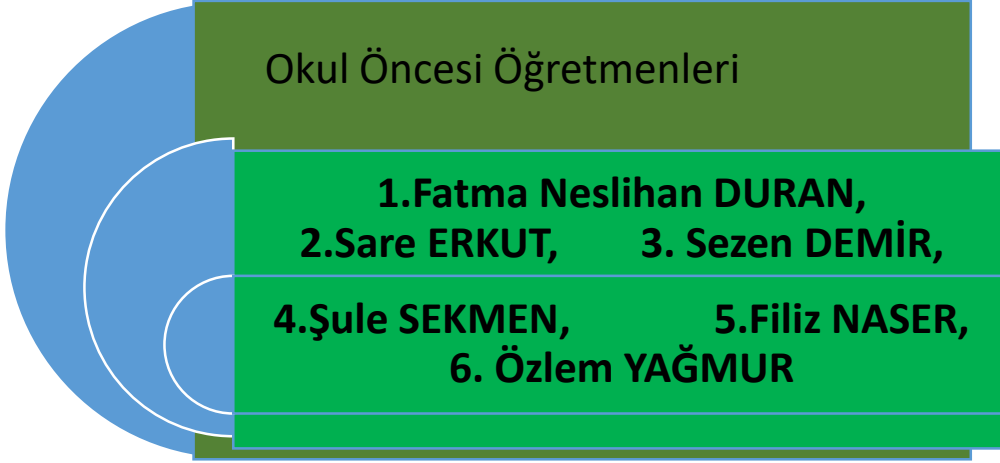 Okul Öncesi Öğretmenleri
1.Fatma Neslihan DURAN,
2.Sare ERKUT, 3. Sezen DEMİR,
4.Şule SEKMEN, 5.Filiz NASER,
6. Özlem YAĞMUR